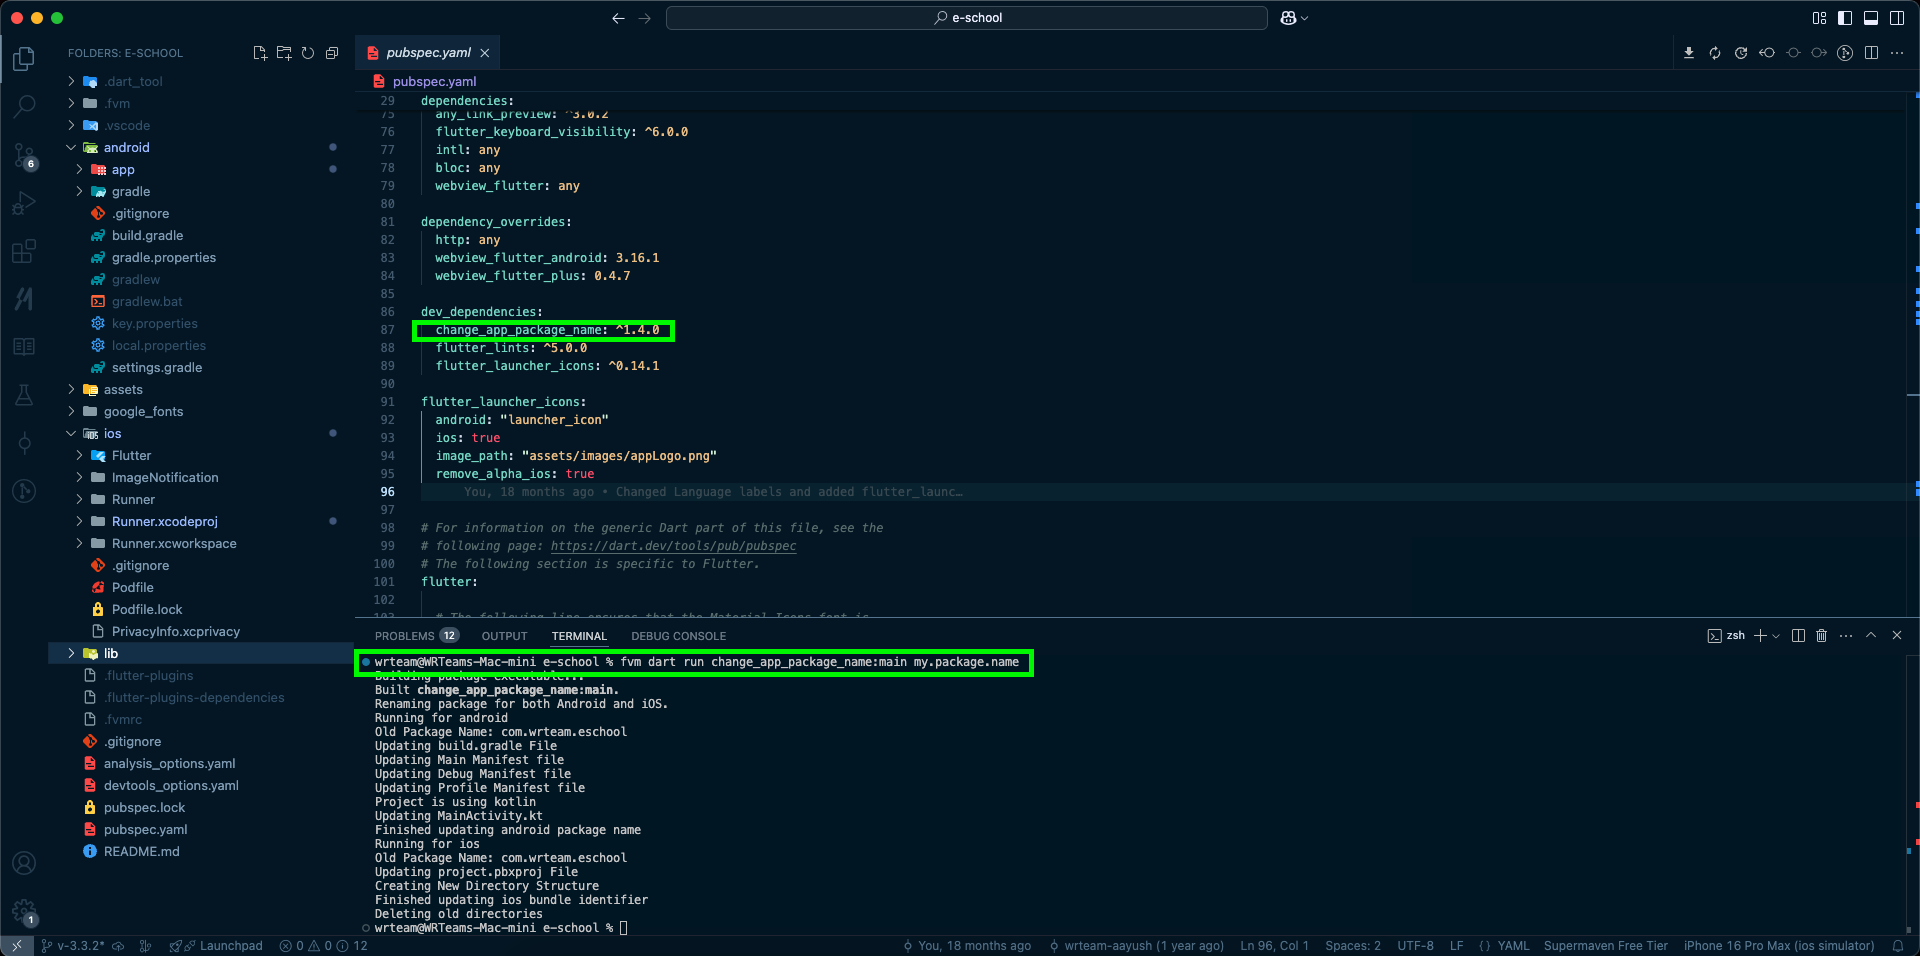 e-school
FOLDERS: E-SCHOOL
.dart_tool
.fvm
.vscode
android
app
gradle
.gitignore
build.gradle
gradle.properties
gradlew
gradlew.bat
key.properties
local.properties
settings.gradle
assets
google_fonts
ios
Flutter
ImageNotification
Runner
Runner.xcodeproj
Runner.xcworkspace
.gitignore
Podfile
Podfile.lock
PrivacyInfo.xcprivacy
lib
.flutter-plugins
.flutter-plugins-dependencies
.fvmrc
.gitignore
analysis_options.yaml
devtools_options.yaml
pubspec.lock
pubspec.yaml
README.md
6
1
pubspec.yaml
pubspec.yaml
29 dependencies:
75 any_link_preview: ^3.0.2
76 flutter_keyboard_visibility: ^6.0.0
77 intl: any
78 bloc: any
79 webview_flutter: any
80
81 dependency_overrides:
82 http: any
83 webview_flutter_android: 3.16.1
84 webview_flutter_plus: 0.4.7
85
86 dev_dependencies:
87 change_app_package_name: ^1.4.0
88 flutter_lints: ^5.0.0
89 flutter_launcher_icons: ^0.14.1
90
91 flutter_launcher_icons:
92 android: "launcher_icon"
93 ios: true
94 image_path: "assets/images/appLogo.png"
95 remove_alpha_ios: true
96 You, 18 months ago • Changed Language labels and added flutter_launc…
97
98 # For information on the generic Dart part of this file, see the
99 # following page: https://dart.dev/tools/pub/pubspec
100 # The following section is specific to Flutter.
101 flutter:
102
103 # The following line ensures that the Material Icons font is
PROBLEMS 12 OUTPUT TERMINAL DEBUG CONSOLE
zsh
wrteam@WRTeams-Mac-mini e-school % fvm dart run change_app_package_name:main my.package.name
Building package executable...
Built change_app_package_name:main.
Renaming package for both Android and iOS.
Running for android
Old Package Name: com.wrteam.eschool
Updating build.gradle File
Updating Main Manifest file
Updating Debug Manifest file
Updating Profile Manifest file
Project is using kotlin
Updating MainActivity.kt
Finished updating android package name
Running for ios
Old Package Name: com.wrteam.eschool
Updating project.pbxproj File
Creating New Directory Structure
Finished updating ios bundle identifier
Deleting old directories
wrteam@WRTeams-Mac-mini e-school %
v-3.3.2* Launchpad 0 0 12 You, 18 months ago wrteam-aayush (1 year ago) Ln 96, Col 1 Spaces: 2 UTF-8 LF {} YAML Supermaven Free Tier iPhone 16 Pro Max (ios simulator)